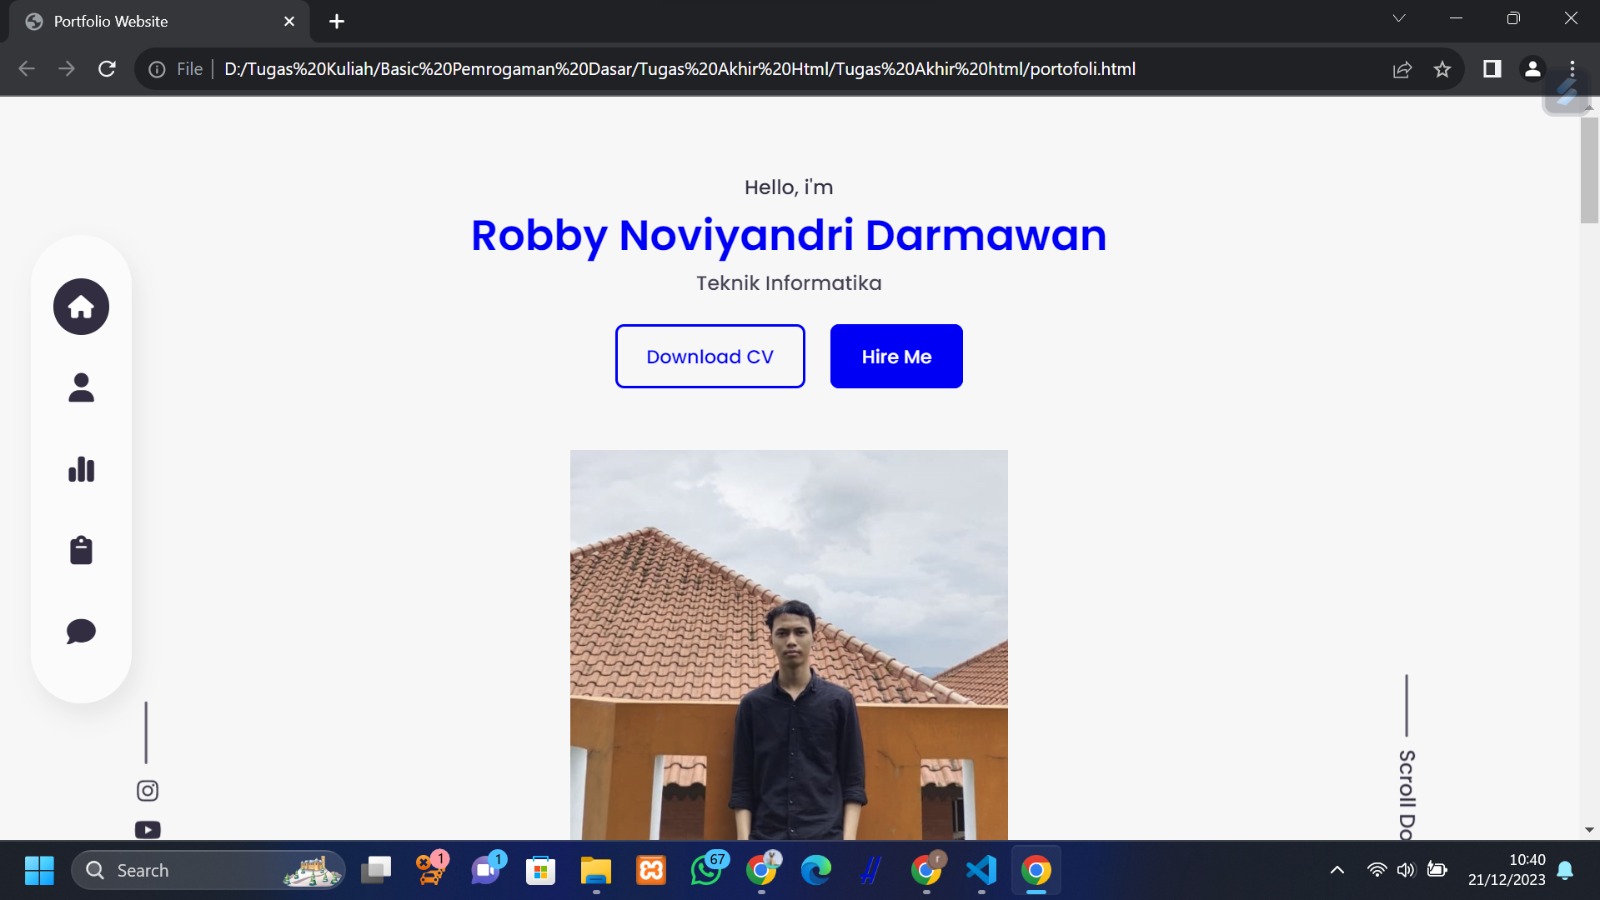 Portfolio Website
File
D:/Tugas%20Kuliah/Basic%20Pemrogaman%20Dasar/Tugas%20Akhir%20Html/Tugas%20Akhir%20html/portofoli.html
Hello, i'm
Robby Noviyandri Darmawan
Teknik Informatika
Download CV
Hire Me
Scroll Do
Search
1
1
67
r
10:40
21/12/2023